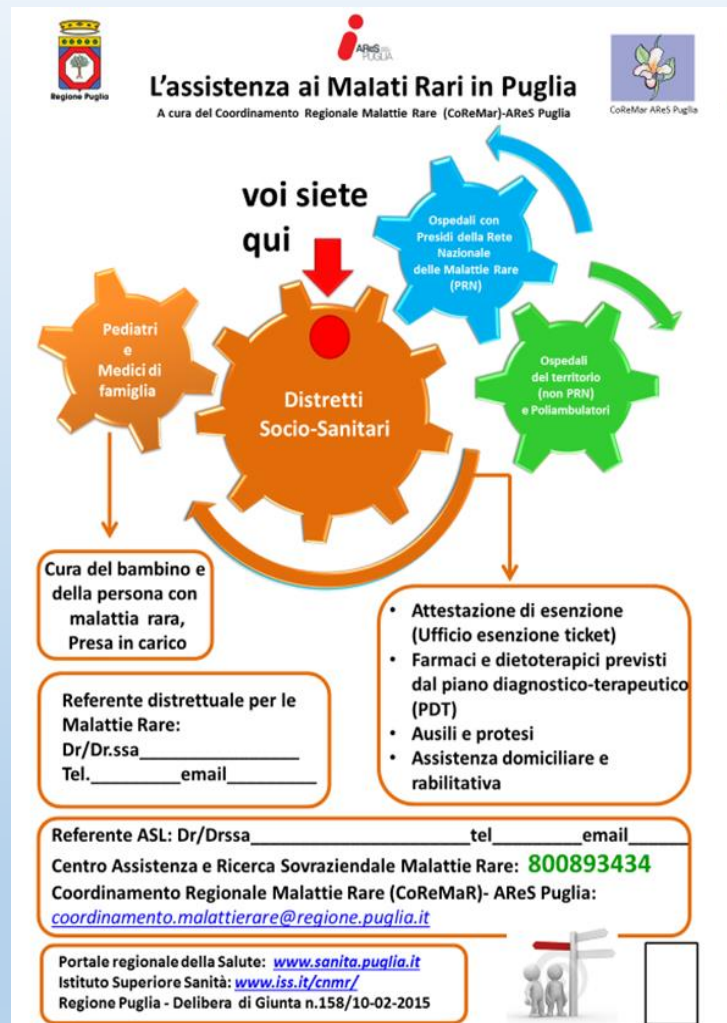 Regione Puglia
AReS
PUGLIA
L'assistenza ai Malati Rari in Puglia
A cura del Coordinamento Regionale Malattie Rare (CoReMar)-AReS Puglia
CoReMar AReS Puglia
voi siete
qui
Ospedali con
Presidi della Rete
Nazionale
delle Malattie Rare
(PRN)
Pediatri
e
Medici di
famiglia
Distretti
Socio-Sanitari
Ospedali
del territorio
(non PRN)
e Poliambulatori
Cura del bambino e
della persona con
malattia rara,
Presa in carico
• Attestazione di esenzione
(Ufficio esenzione ticket)
• Farmaci e dietoterapici previsti
dal piano diagnostico-terapeutico
(PDT)
• Ausili e protesi
• Assistenza domiciliare e
rabilitativa
Referente distrettuale per le
Malattie Rare:
Dr/Dr.ssa________________
Tel._________email_________
Referente ASL: Dr/Drssa______________________tel_________email______
Centro Assistenza e Ricerca Sovraziendale Malattie Rare: 800893434
Coordinamento Regionale Malattie Rare (CoReMaR)- AReS Puglia:
coordinamento.malattierare@regione.puglia.it
Portale regionale della Salute: www.sanita.puglia.it
Istituto Superiore Sanità: www.iss.it/cnmr/
Regione Puglia - Delibera di Giunta n.158/10-02-2015